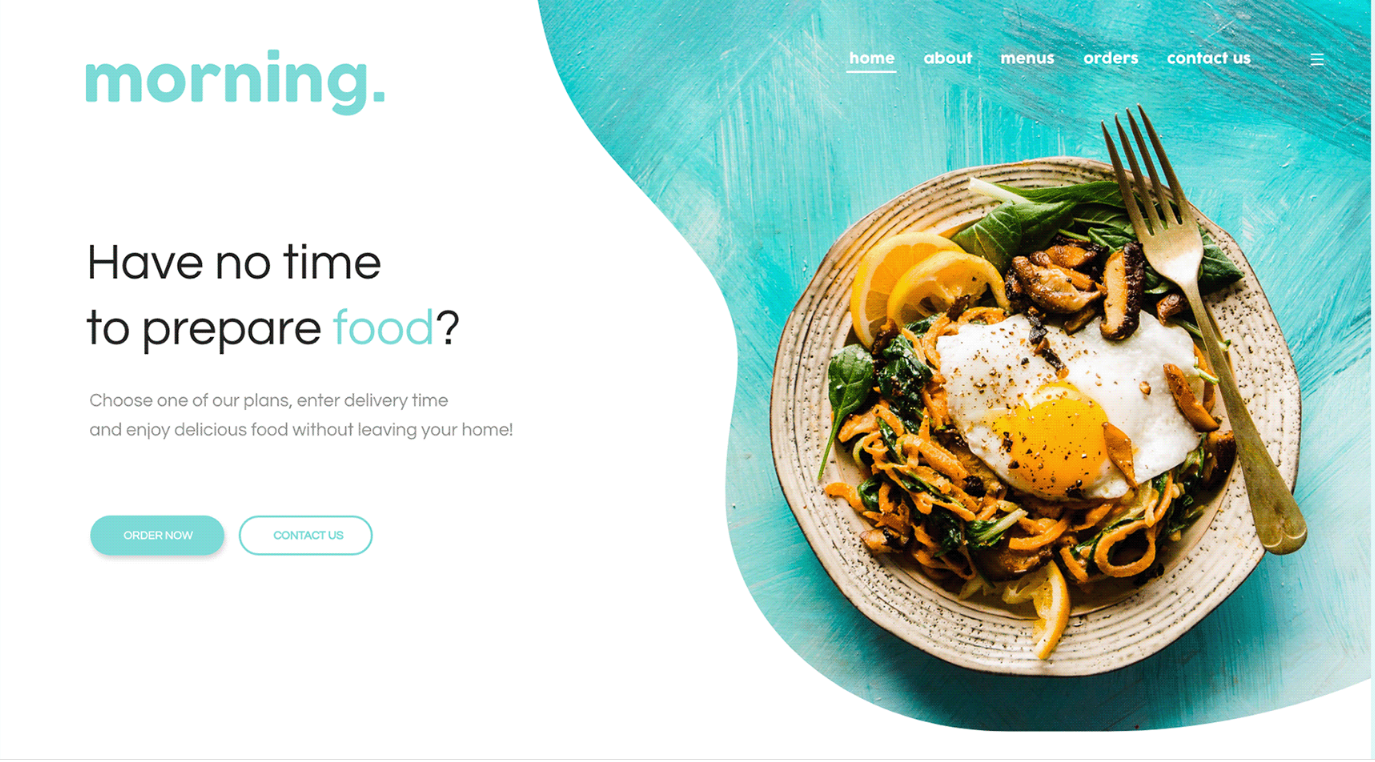 morning.
home about menus orders contact us
Have no time
to prepare food?
Choose one of our plans, enter delivery time
and enjoy delicious food without leaving your home!
ORDER NOW CONTACT US